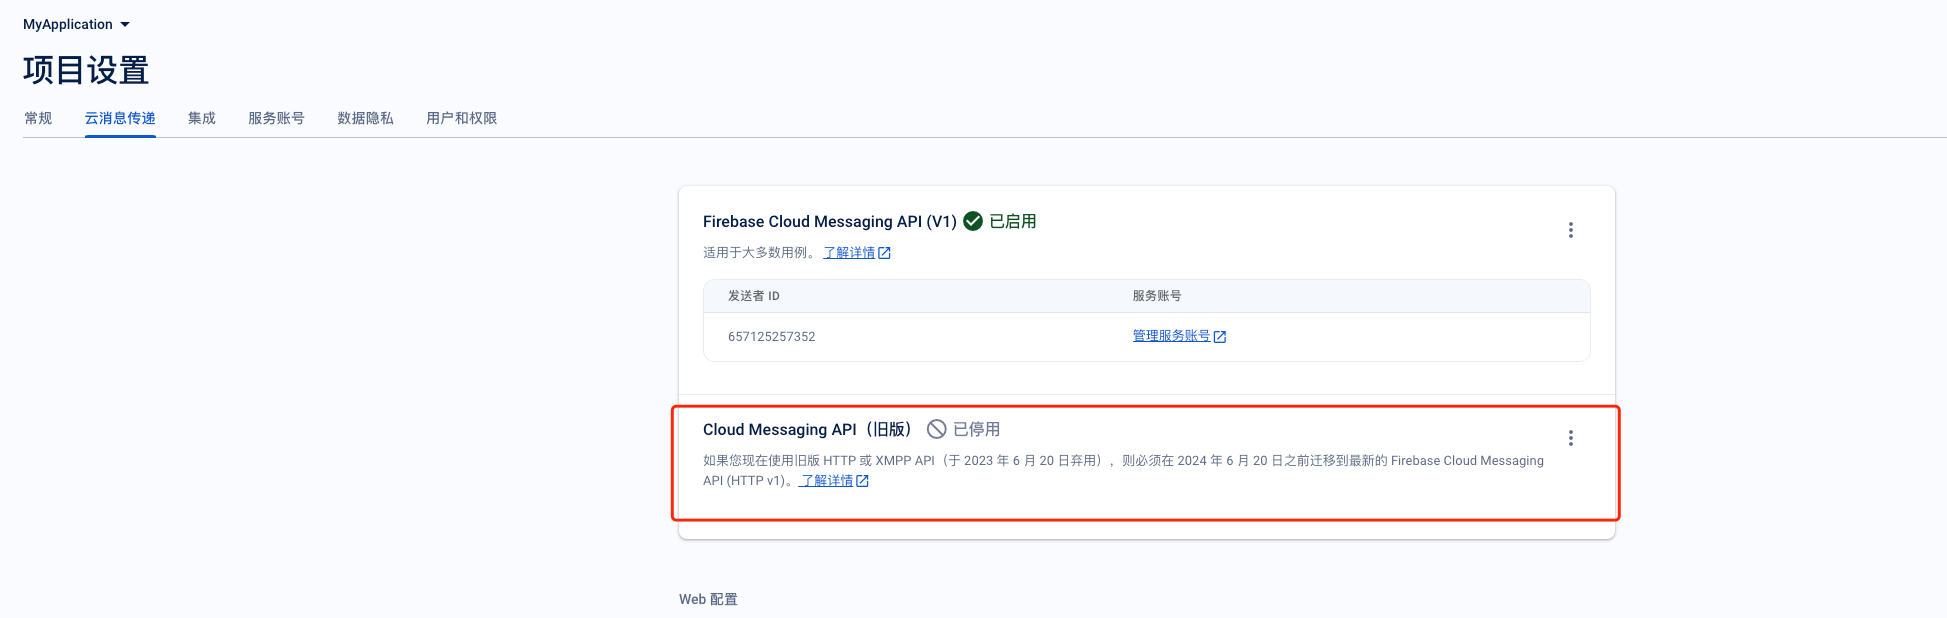 MyApplication
项目设置
常规 云消息传递 集成 服务账号 数据隐私 用户和权限
Firebase Cloud Messaging API (V1) 已启用
适用于大多数用例。 了解详情
发送者 ID 服务账号
657125257352 管理服务账号
Cloud Messaging API（旧版） 已停用
如果您现在使用旧版 HTTP 或 XMPP API（于 2023 年 6 月 20 日弃用），则必须在 2024 年 6 月 20 日之前迁移到最新的 Firebase Cloud Messaging
API (HTTP v1)。 了解详情
Web 配置